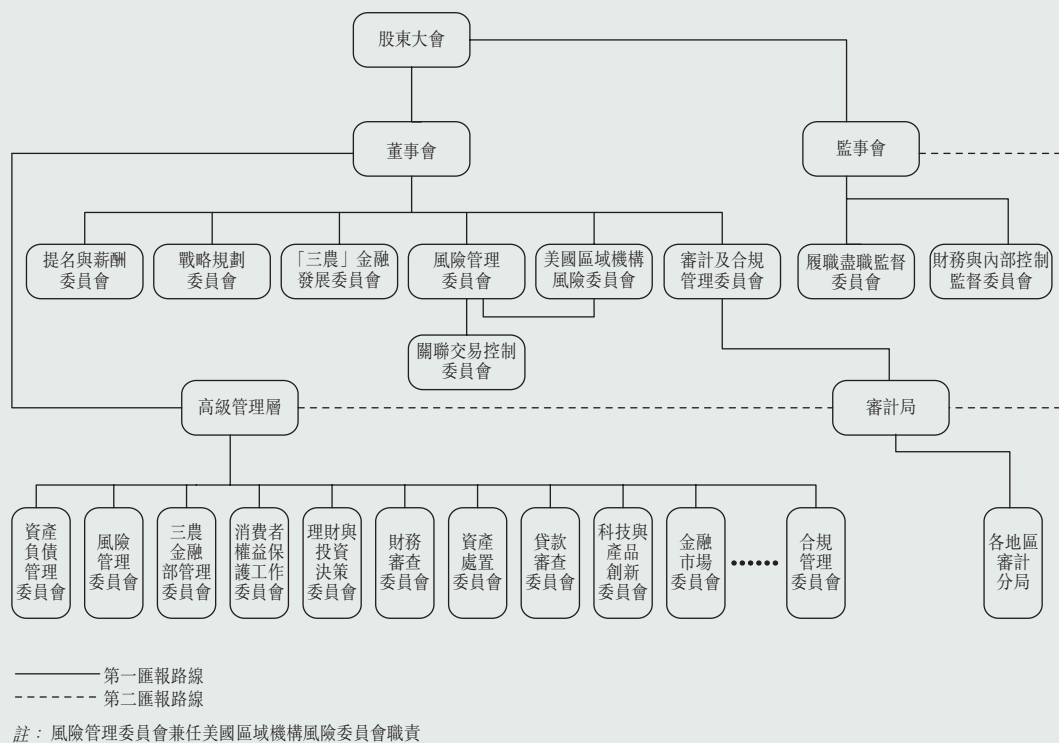 股東大會
董事會
監事會
提名與薪酬
委員會
戰略規劃
委員會
「三農」金融
發展委員會
風險管理
委員會
美國區域機構
風險委員會
審計及合規
管理委員會
履職盡職監督
委員會
財務與內部控制
監督委員會
關聯交易控制
委員會
高級管理層
審計局
資產
負債
管理
委員會
風險
管理
委員會
三農
金融
部管理
委員會
消費者
權益保
護工作
委員會
理財與
投資
決策
委員會
財務
審查
委員會
資產
處置
委員會
貸款
審查
委員會
科技與
產品
創新
委員會
金融
市場
委員會
••••••
合規
管理
委員會
各地區
審計
分局
第一匯報路線
第二匯報路線
註：風險管理委員會兼任美國區域機構風險委員會職責